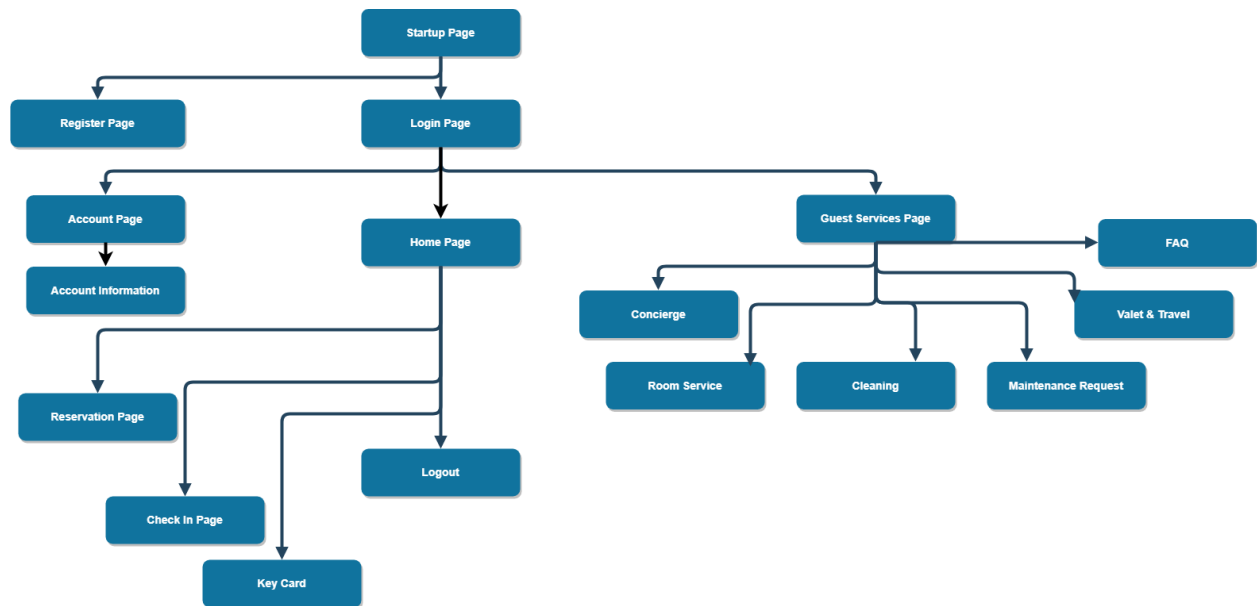 Startup Page
Register Page
Login Page
Account Page
Home Page
Guest Services Page
FAQ
Account Information
Concierge
Valet & Travel
Room Service
Cleaning
Maintenance Request
Reservation Page
Logout
Check In Page
Key Card